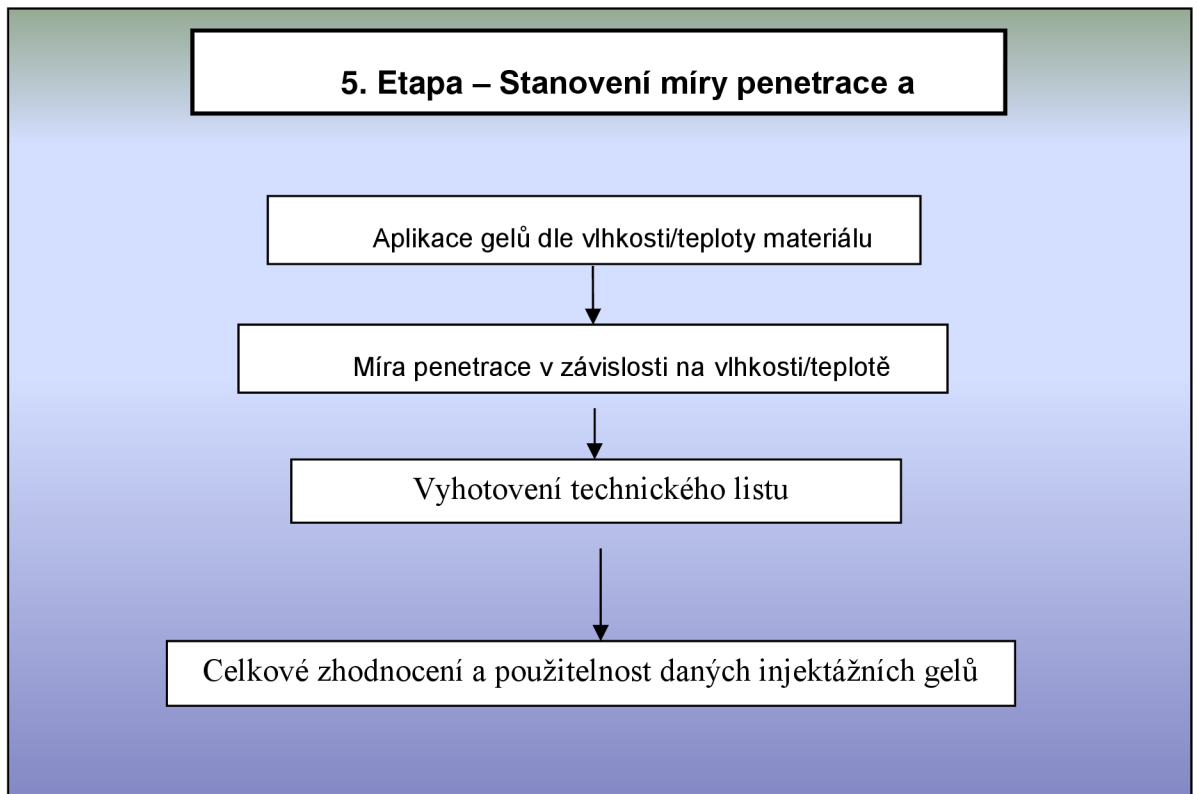 5. Etapa – Stanovení míry penetrace a
Aplikace gelů dle vlhkosti/teploty materiálu
Míra penetrace v závislosti na vlhkosti/teplotě
Vyhotovení technického listu
Celkové zhodnocení a použitelnost daných injektážních gelů